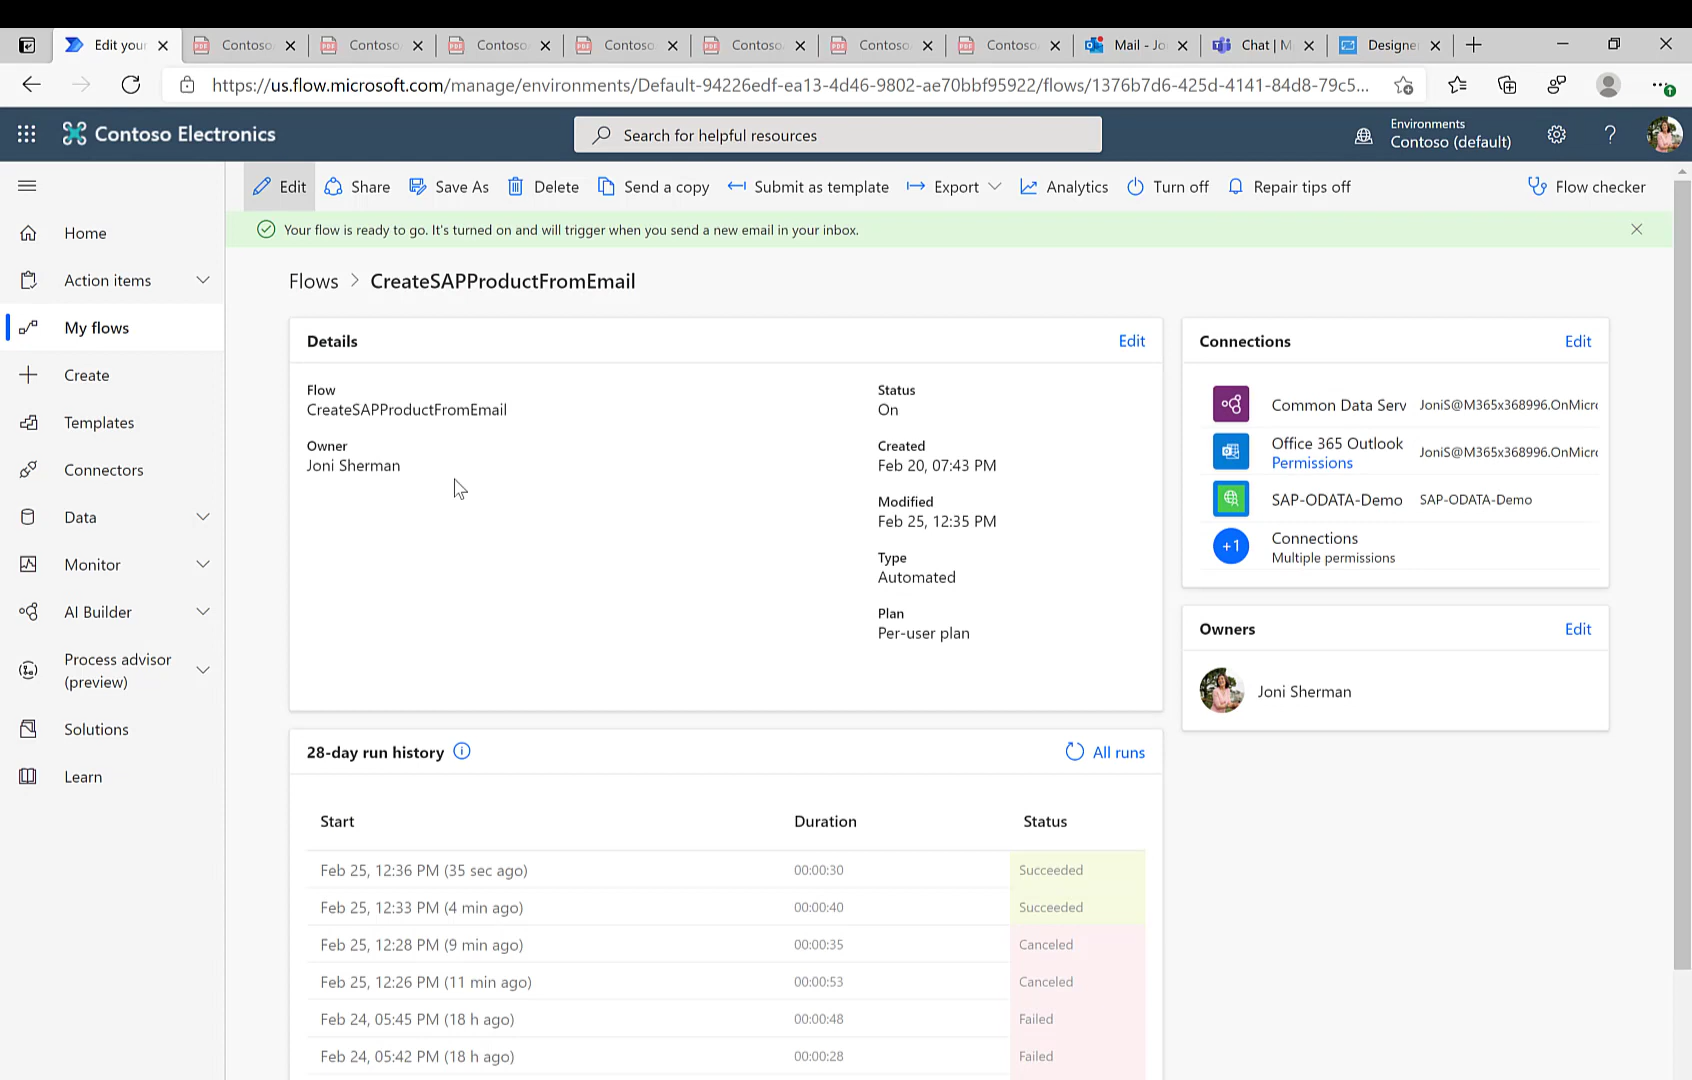 Edit your
Contoso
Contoso
Contoso
Contoso
Contoso
Contoso
Contoso
Mail - Jo
Chat | M
Designer
https://us.flow.microsoft.com/manage/environments/Default-94226edf-ea13-4d46-9802-ae70bbf95922/flows/1376b7d6-425d-4141-84d8-79c5...
Contoso Electronics
Search for helpful resources
Environments
Contoso (default)
Edit
Share
Save As
Delete
Send a copy
Submit as template
Export
Analytics
Turn off
Repair tips off
Flow checker
Your flow is ready to go. It's turned on and will trigger when you send a new email in your inbox.
Home
Action items
My flows
Create
Templates
Connectors
Data
Monitor
AI Builder
Process advisor
(preview)
Solutions
Learn
Flows > CreateSAPProductFromEmail
Details
Edit
Flow
CreateSAPProductFromEmail
Owner
Joni Sherman
Status
On
Created
Feb 20, 07:43 PM
Modified
Feb 25, 12:35 PM
Type
Automated
Plan
Per-user plan
Connections
Edit
Common Data Serv JoniS@M365x368996.OnMicro
Office 365 Outlook JoniS@M365x368996.OnMicro
Permissions
SAP-ODATA-Demo SAP-ODATA-Demo
+1 Connections
Multiple permissions
Owners
Edit
Joni Sherman
28-day run history
All runs
Start Duration Status
Feb 25, 12:36 PM (35 sec ago) 00:00:30 Succeeded
Feb 25, 12:33 PM (4 min ago) 00:00:40 Succeeded
Feb 25, 12:28 PM (9 min ago) 00:00:35 Canceled
Feb 25, 12:26 PM (11 min ago) 00:00:53 Canceled
Feb 24, 05:45 PM (18 h ago) 00:00:48 Failed
Feb 24, 05:42 PM (18 h ago) 00:00:28 Failed